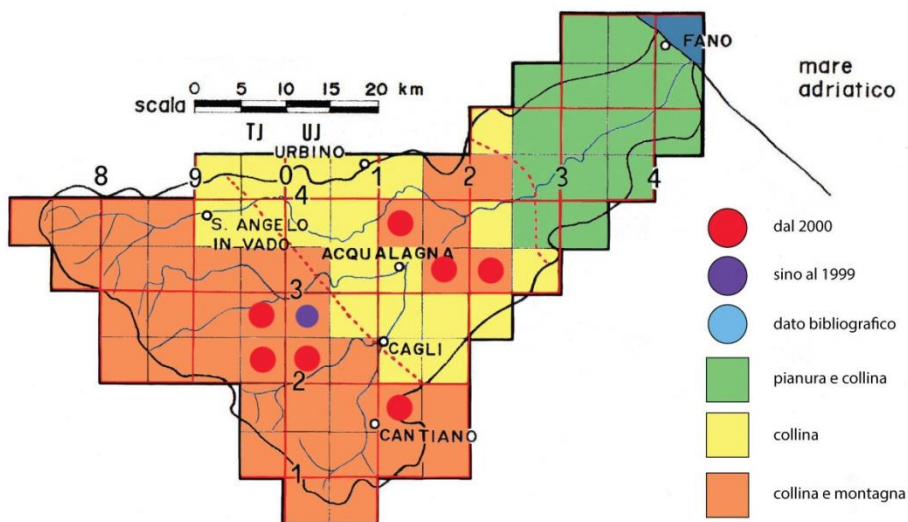 FANO
mare
adriatico
scala 0 5 10 15 20 km
TJ UJ
URBINO
8 9 0 1 2 3 4
4
S. ANGELO
IN VADO
ACQUALAGNA
3
CAGLI
2
CANTIANO
1
dal 2000
sino al 1999
dato bibliografico
pianura e collina
collina
collina e montagna